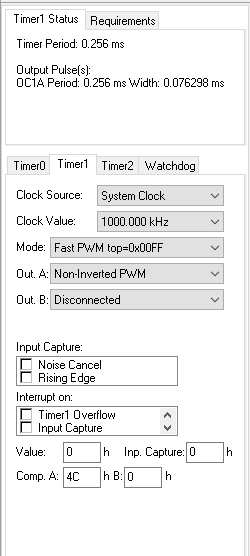 Timer1 Status Requirements
Timer Period: 0.256 ms
Output Pulse(s):
OC1A Period: 0.256 ms Width: 0.076298 ms
Timer0 Timer1 Timer2 Watchdog
Clock Source: System Clock
Clock Value: 1000.000 kHz
Mode: Fast PWM top=0x00FF
Out. A: Non-Inverted PWM
Out. B: Disconnected
Input Capture:
Noise Cancel
Rising Edge
Interrupt on:
Timer1 Overflow
Input Capture
Value: 0 h Inp. Capture: 0 h
Comp. A: 4C h B: 0 h